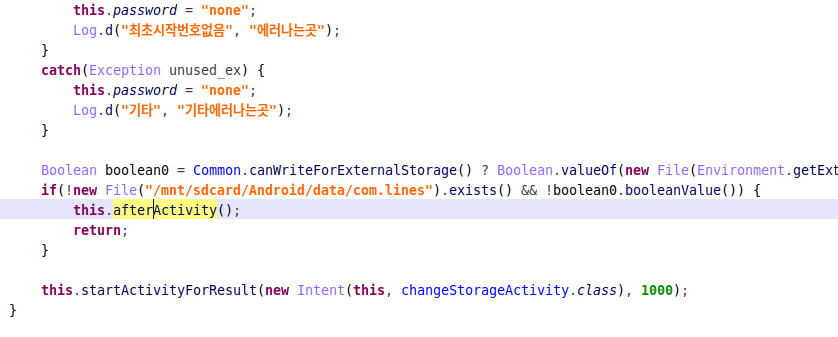 this.password = "none";
Log.d("최초시작번호없음", "에러나는곳");
}
catch(Exception unused_ex) {
this.password = "none";
Log.d("기타", "기타에러나는곳");
}
Boolean boolean0 = Common.canWriteForExternalStorage() ? Boolean.valueOf(new File(Environment.getExt
if(!new File("/mnt/sdcard/Android/data/com.lines").exists() && !boolean0.booleanValue()) {
this.afterActivity();
return;
}
this.startActivityForResult(new Intent(this, changeStorageActivity.class), 1000);
}